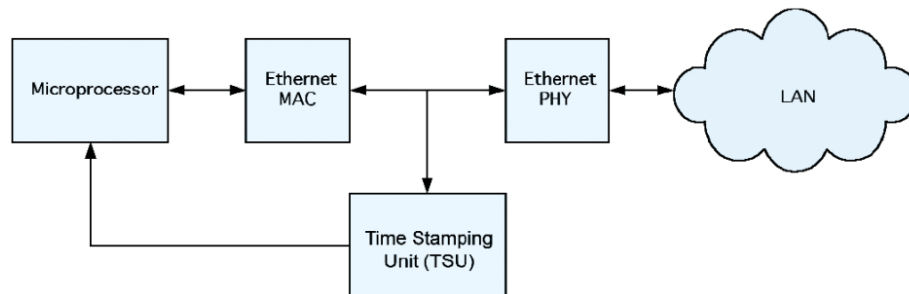 Microprocessor
Ethernet
MAC
Ethernet
PHY
LAN
Time Stamping
Unit (TSU)